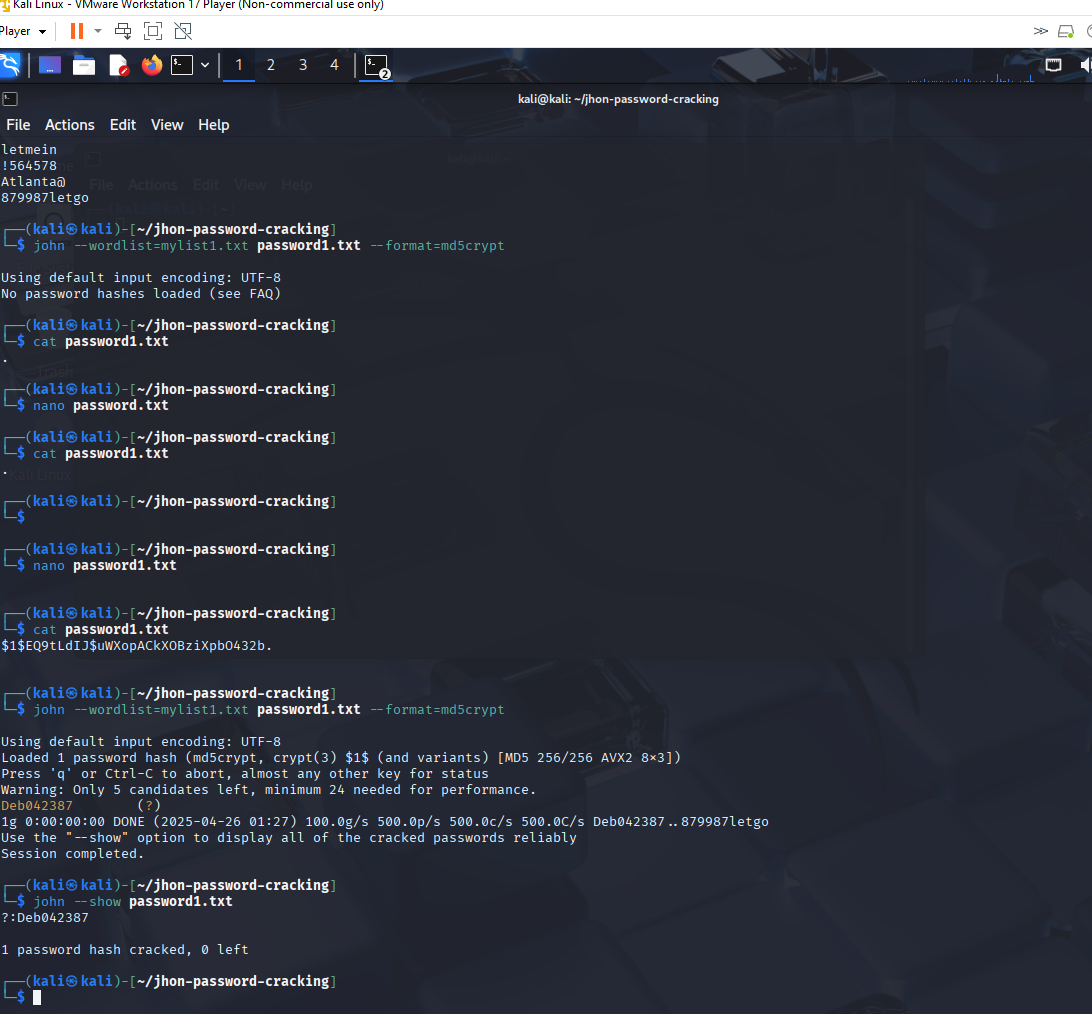 Kali Linux - VMware Workstation 17 Player (Non-commercial use only)
Player
1 2 3 4 2
kali@kali: ~/jhon-password-cracking
File Actions Edit View Help
letmein
!564578
Atlanta@
879987letgo
┌──(kali㉿kali)-[~/jhon-password-cracking]
└─$ john --wordlist=mylist1.txt password1.txt --format=md5crypt
Using default input encoding: UTF-8
No password hashes loaded (see FAQ)
┌──(kali㉿kali)-[~/jhon-password-cracking]
└─$ cat password1.txt
.
┌──(kali㉿kali)-[~/jhon-password-cracking]
└─$ nano password.txt
┌──(kali㉿kali)-[~/jhon-password-cracking]
└─$ cat password1.txt
.
┌──(kali㉿kali)-[~/jhon-password-cracking]
└─$
┌──(kali㉿kali)-[~/jhon-password-cracking]
└─$ nano password1.txt
┌──(kali㉿kali)-[~/jhon-password-cracking]
└─$ cat password1.txt
$1$EQ9tLdIJ$uWXopACkXOBziXpbO432b.
┌──(kali㉿kali)-[~/jhon-password-cracking]
└─$ john --wordlist=mylist1.txt password1.txt --format=md5crypt
Using default input encoding: UTF-8
Loaded 1 password hash (md5crypt, crypt(3) $1$ (and variants) [MD5 256/256 AVX2 8×3])
Press 'q' or Ctrl-C to abort, almost any other key for status
Warning: Only 5 candidates left, minimum 24 needed for performance.
Deb042387 (?)
1g 0:00:00:00 DONE (2025-04-26 01:27) 100.0g/s 500.0p/s 500.0c/s 500.0C/s Deb042387..879987letgo
Use the "--show" option to display all of the cracked passwords reliably
Session completed.
┌──(kali㉿kali)-[~/jhon-password-cracking]
└─$ john --show password1.txt
?:Deb042387
1 password hash cracked, 0 left
┌──(kali㉿kali)-[~/jhon-password-cracking]
└─$